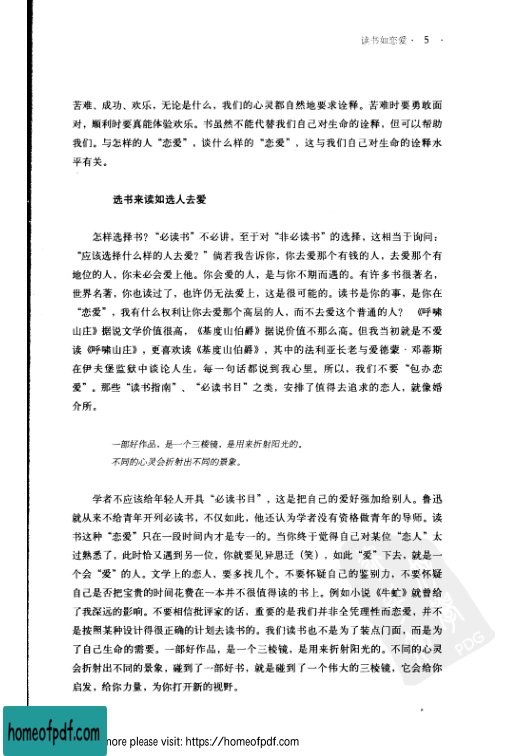 读书如恋爱· 5 ·
苦难、成功、欢乐，无论是什么，我们的心灵都自然地要求诠释。苦难时要勇敢面
对，顺利时要真能体验欢乐。书虽然不能代替我们自己对生命的诠释，但可以帮助
我们。与怎样的人“恋爱”，谈什么样的“恋爱”，这与我们自己对生命的诠释水
平有关。
选书来读如选人去爱
怎样选择书？“必读书”不必讲，至于对“非必读书”的选择，这相当于询问：
“应该选择什么样的人去爱？”倘若我告诉你，你去爱那个有钱的人，去爱那个有
地位的人，你未必会爱上他。你会爱的人，是与你不期而遇的。有许多书很著名，
世界名著，你也读过了，也许仍无法爱上，这是很可能的。读书是你的事，是你在
“恋爱”，我有什么权利让你去爱那个高层的人，而不去爱这个普通的人？《呼啸
山庄》据说文学价值很高，《基度山伯爵》据说价值不那么高。但我当初就是不爱
读《呼啸山庄》，更喜欢读《基度山伯爵》，其中的法利亚长老与爱德蒙·邓蒂斯
在伊夫堡监狱中谈论人生，每一句话都说到我心里。所以，我们不要“包办恋
爱”。那些“读书指南”、“必读书目”之类，安排了值得去追求的恋人，就像婚
介所。
一部好作品，是一个三棱镜，是用来折射阳光的。
不同的心灵会折射出不同的景象。
学者不应该给年轻人开具“必读书目”，这是把自己的爱好强加给别人。鲁迅
就从来不给青年开列必读书，不仅如此，他还认为学者没有资格做青年的导师。读
书这种“恋爱”只在一段时间内才是专一的。当你终于觉得自己对某位“恋人”太
过熟悉了，此时恰又遇到另一位，你就要见异思迁（笑），如此“爱”下去，就是一
个会“爱”的人。文学上的恋人，要多找几个。不要怀疑自己的鉴别力，不要怀疑
自己是否把宝贵的时间花费在一本并不很值得读的书上。例如小说《牛虻》就曾给
了我深远的影响。不要相信批评家的话，重要的是我们并非全凭理性而恋爱，并不
是按照某种设计得很正确的计划去读书的。我们读书也不是为了装点门面，而是为
了自己生命的需要。一部好作品，是一个三棱镜，是用来折射阳光的。不同的心灵
会折射出不同的景象，碰到了一部好书，就是碰到了一个伟大的三棱镜，它会给你
启发，给你力量，为你打开新的视野。
PDG
homeofpdf.com
more please visit: https://homeofpdf.com